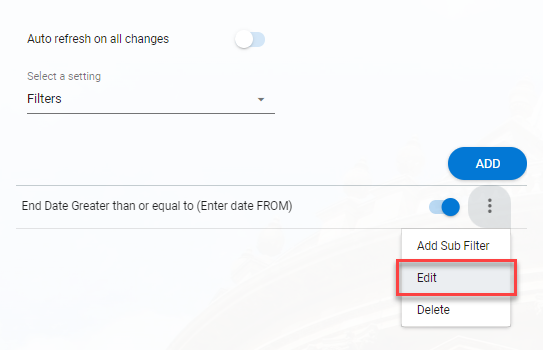 Auto refresh on all changes
Select a setting
Filters
ADD
End Date Greater than or equal to (Enter date FROM)
Add Sub Filter
Edit
Delete